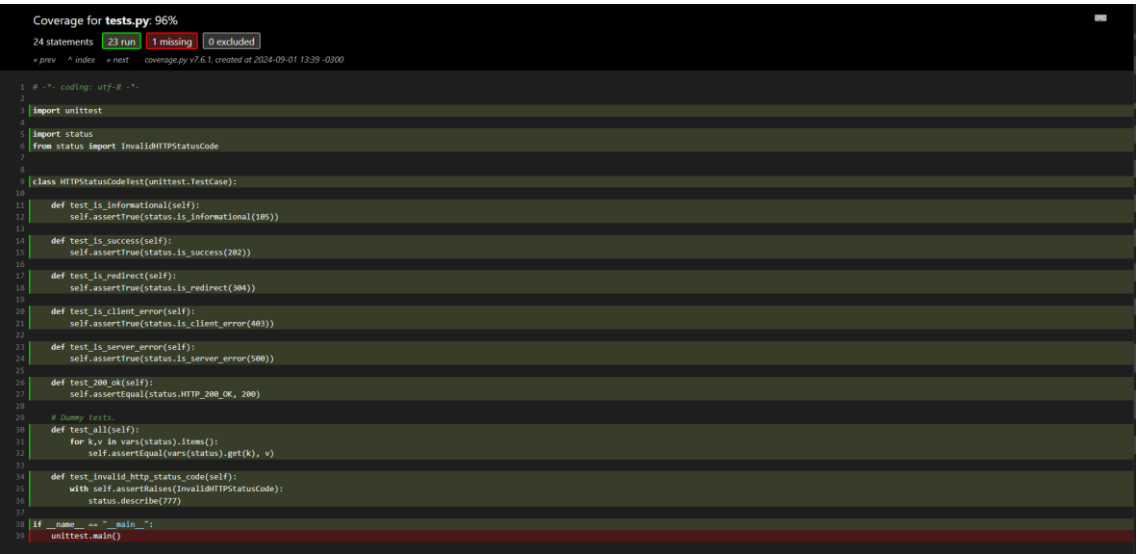 Coverage for tests.py: 96%
24 statements 23 run 1 missing 0 excluded
« prev ^ index » next coverage.py v7.6.1, created at 2024-09-01 13:39 -0300
1 # -*- coding: utf-8 -*-
2
3 import unittest
4
5 import status
6 from status import InvalidHTTPStatusCode
7
8
9 class HTTPStatusCodeTest(unittest.TestCase):
10
11 def test_is_informational(self):
12 self.assertTrue(status.is_informational(105))
13
14 def test_is_success(self):
15 self.assertTrue(status.is_success(202))
16
17 def test_is_redirect(self):
18 self.assertTrue(status.is_redirect(304))
19
20 def test_is_client_error(self):
21 self.assertTrue(status.is_client_error(403))
22
23 def test_is_server_error(self):
24 self.assertTrue(status.is_server_error(500))
25
26 def test_200_ok(self):
27 self.assertEqual(status.HTTP_200_OK, 200)
28
29 # Dummy tests.
30 def test_all(self):
31 for k,v in vars(status).items():
32 self.assertEqual(vars(status).get(k), v)
33
34 def test_invalid_http_status_code(self):
35 with self.assertRaises(InvalidHTTPStatusCode):
36 status.describe(777)
37
38 if __name__ == "__main__":
39 unittest.main()